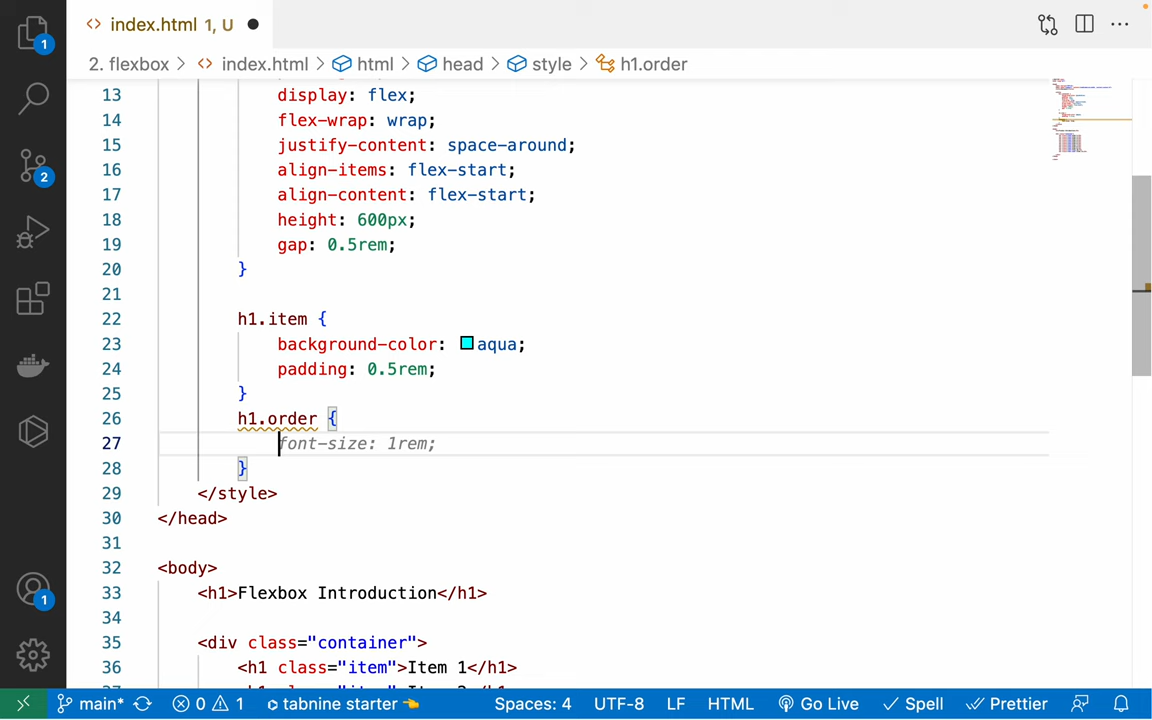 index.html 1, U
2. flexbox > index.html > html > head > style > h1.order
13 display: flex;
14 flex-wrap: wrap;
15 justify-content: space-around;
16 align-items: flex-start;
17 align-content: flex-start;
18 height: 600px;
19 gap: 0.5rem;
20 }
21
22 h1.item {
23 background-color: aqua;
24 padding: 0.5rem;
25 }
26 h1.order {
27 font-size: 1rem;
28 }
29 </style>
30 </head>
31
32 <body>
33 <h1>Flexbox Introduction</h1>
34
35 <div class="container">
36 <h1 class="item">Item 1</h1>
1
2
1
main* 0 1 tabnine starter Spaces: 4 UTF-8 LF HTML Go Live Spell Prettier